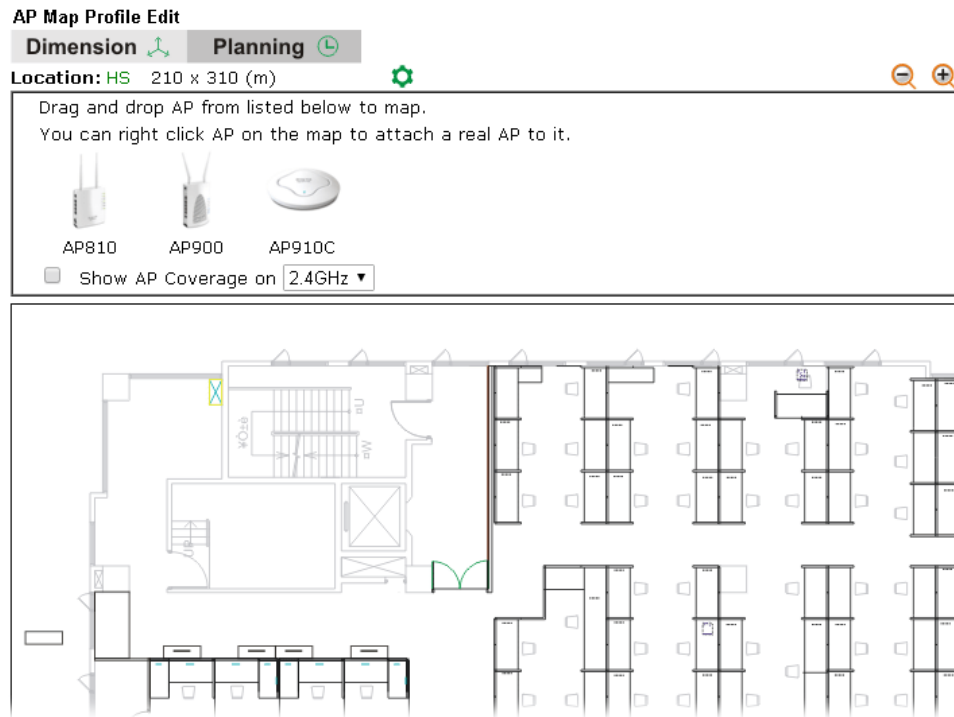 AP Map Profile Edit
Dimension Planning
Location: HS 210 x 310 (m)
Drag and drop AP from listed below to map.
You can right click AP on the map to attach a real AP to it.
AP810 AP900 AP910C
Show AP Coverage on 2.4GHz